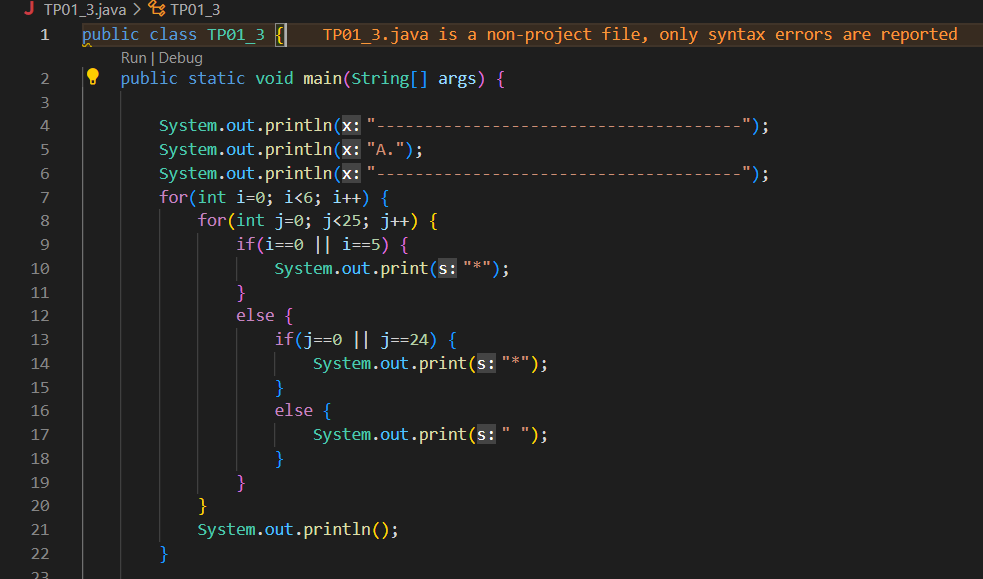 TP01_3.java > TP01_3
1 public class TP01_3 { TP01_3.java is a non-project file, only syntax errors are reported
Run | Debug
2 public static void main(String[] args) {
3
4 System.out.println(x: "--------------------------------------");
5 System.out.println(x: "A.");
6 System.out.println(x: "--------------------------------------");
7 for(int i=0; i<6; i++) {
8 for(int j=0; j<25; j++) {
9 if(i==0 || i==5) {
10 System.out.print(s: "*");
11 }
12 else {
13 if(j==0 || j==24) {
14 System.out.print(s: "*");
15 }
16 else {
17 System.out.print(s: " ");
18 }
19 }
20 }
21 System.out.println();
22 }
23